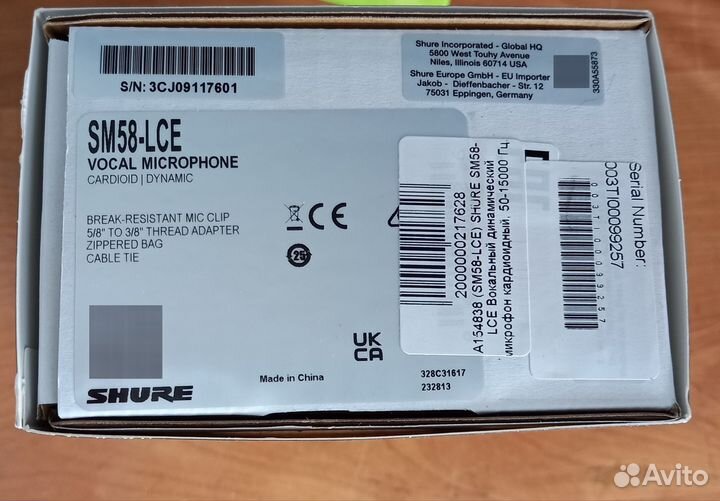 S/N: 3CJ09117601
Shure Incorporated - Global HQ
5800 West Touhy Avenue
Niles, Illinois 60714 USA
Shure Europe GmbH - EU Importer
Jakob - Dieffenbacher - Str. 12
75031 Eppingen, Germany
330A55873
SM58-LCE
VOCAL MICROPHONE
CARDIOID | DYNAMIC
BREAK-RESISTANT MIC CLIP
5/8" TO 3/8" THREAD ADAPTER
ZIPPERED BAG
CABLE TIE
CE
25
UK
CA
SHURE
Made in China
328C31617
232813
2000000217628
A154838 (SM58-LCE) SHURE SM58-
LCE Вокальный динамический
микрофон кардиоидный, 50-15000 Гц,
Serial Number:
003TI00099257
003TI00099257
Avito